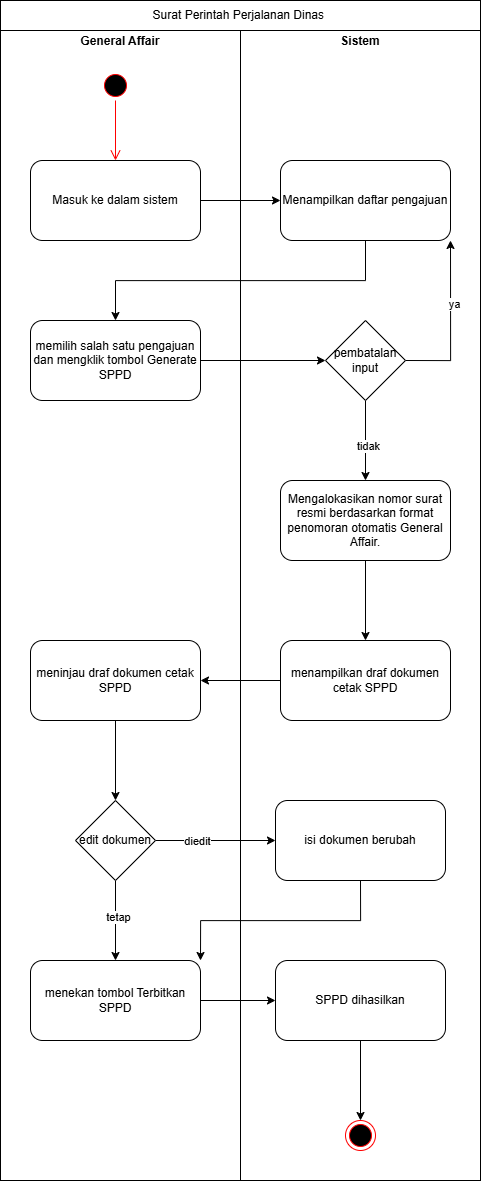 Surat Perintah Perjalanan Dinas
General Affair
Sistem
Masuk ke dalam sistem
Menampilkan daftar pengajuan
ya
memilih salah satu pengajuan
dan mengklik tombol Generate
SPPD
pembatalan
input
tidak
Mengalokasikan nomor surat
resmi berdasarkan format
penomoran otomatis General
Affair.
meninjau draf dokumen cetak
SPPD
menampilkan draf dokumen
cetak SPPD
edit dokumen
diedit
isi dokumen berubah
tetap
menekan tombol Terbitkan
SPPD
SPPD dihasilkan